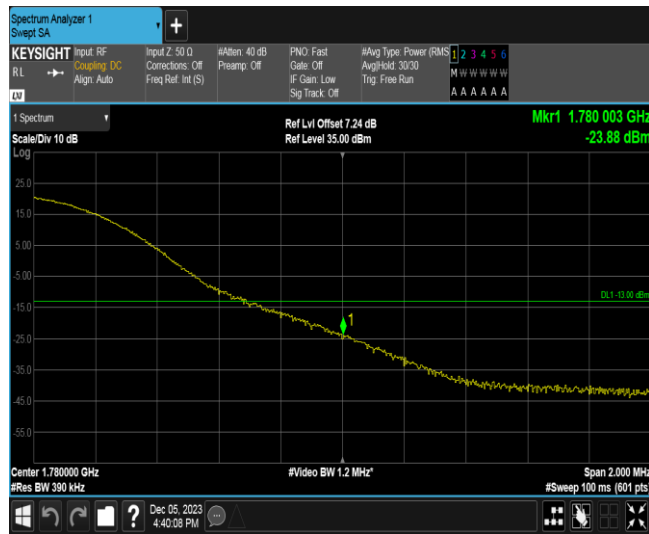 Spectrum Analyzer 1
Swept SA
KEYSIGHT
RL
LXI
Input: RF
Coupling: DC
Align: Auto
Input Z: 50 Ω
Corrections: Off
Freq Ref: Int (S)
#Atten: 40 dB
Preamp: Off
PNO: Fast
Gate: Off
IF Gain: Low
Sig Track: Off
#Avg Type: Power (RMS
Avg|Hold: 30/30
Trig: Free Run
1 2 3 4 5 6
M W W W W W
A A A A A A
1 Spectrum
Scale/Div 10 dB
Log
Ref Lvl Offset 7.24 dB
Ref Level 35.00 dBm
Mkr1 1.780 003 GHz
-23.88 dBm
25.0
15.0
5.00
-5.00
DL1 -13.00 dBm
-15.0
1
-25.0
-35.0
-45.0
-55.0
Center 1.780000 GHz
#Res BW 390 kHz
#Video BW 1.2 MHz*
Span 2.000 MHz
#Sweep 100 ms (601 pts)
?
Dec 05, 2023
4:40:08 PM